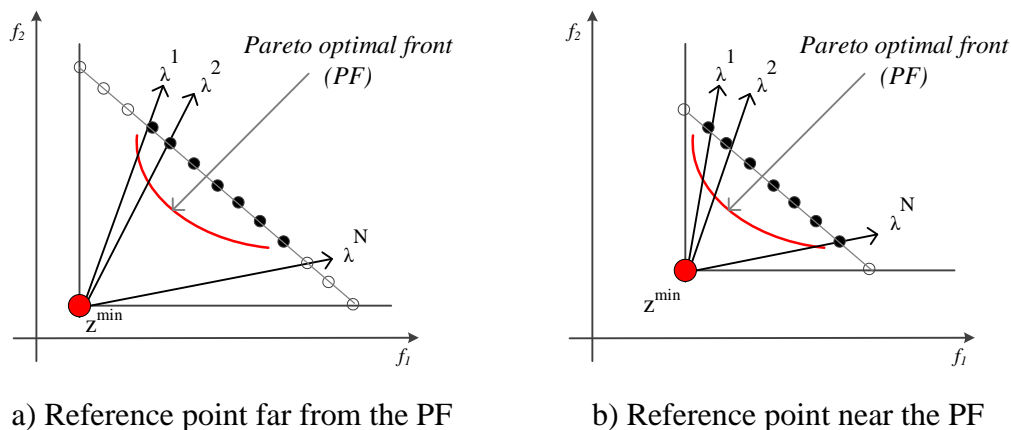 f₂
λ¹
λ²
Pareto optimal front
(PF)
λᴺ
zᵐⁱⁿ
f₁
a) Reference point far from the PF
f₂
λ¹
λ²
Pareto optimal front
(PF)
λᴺ
zᵐⁱⁿ
f₁
b) Reference point near the PF